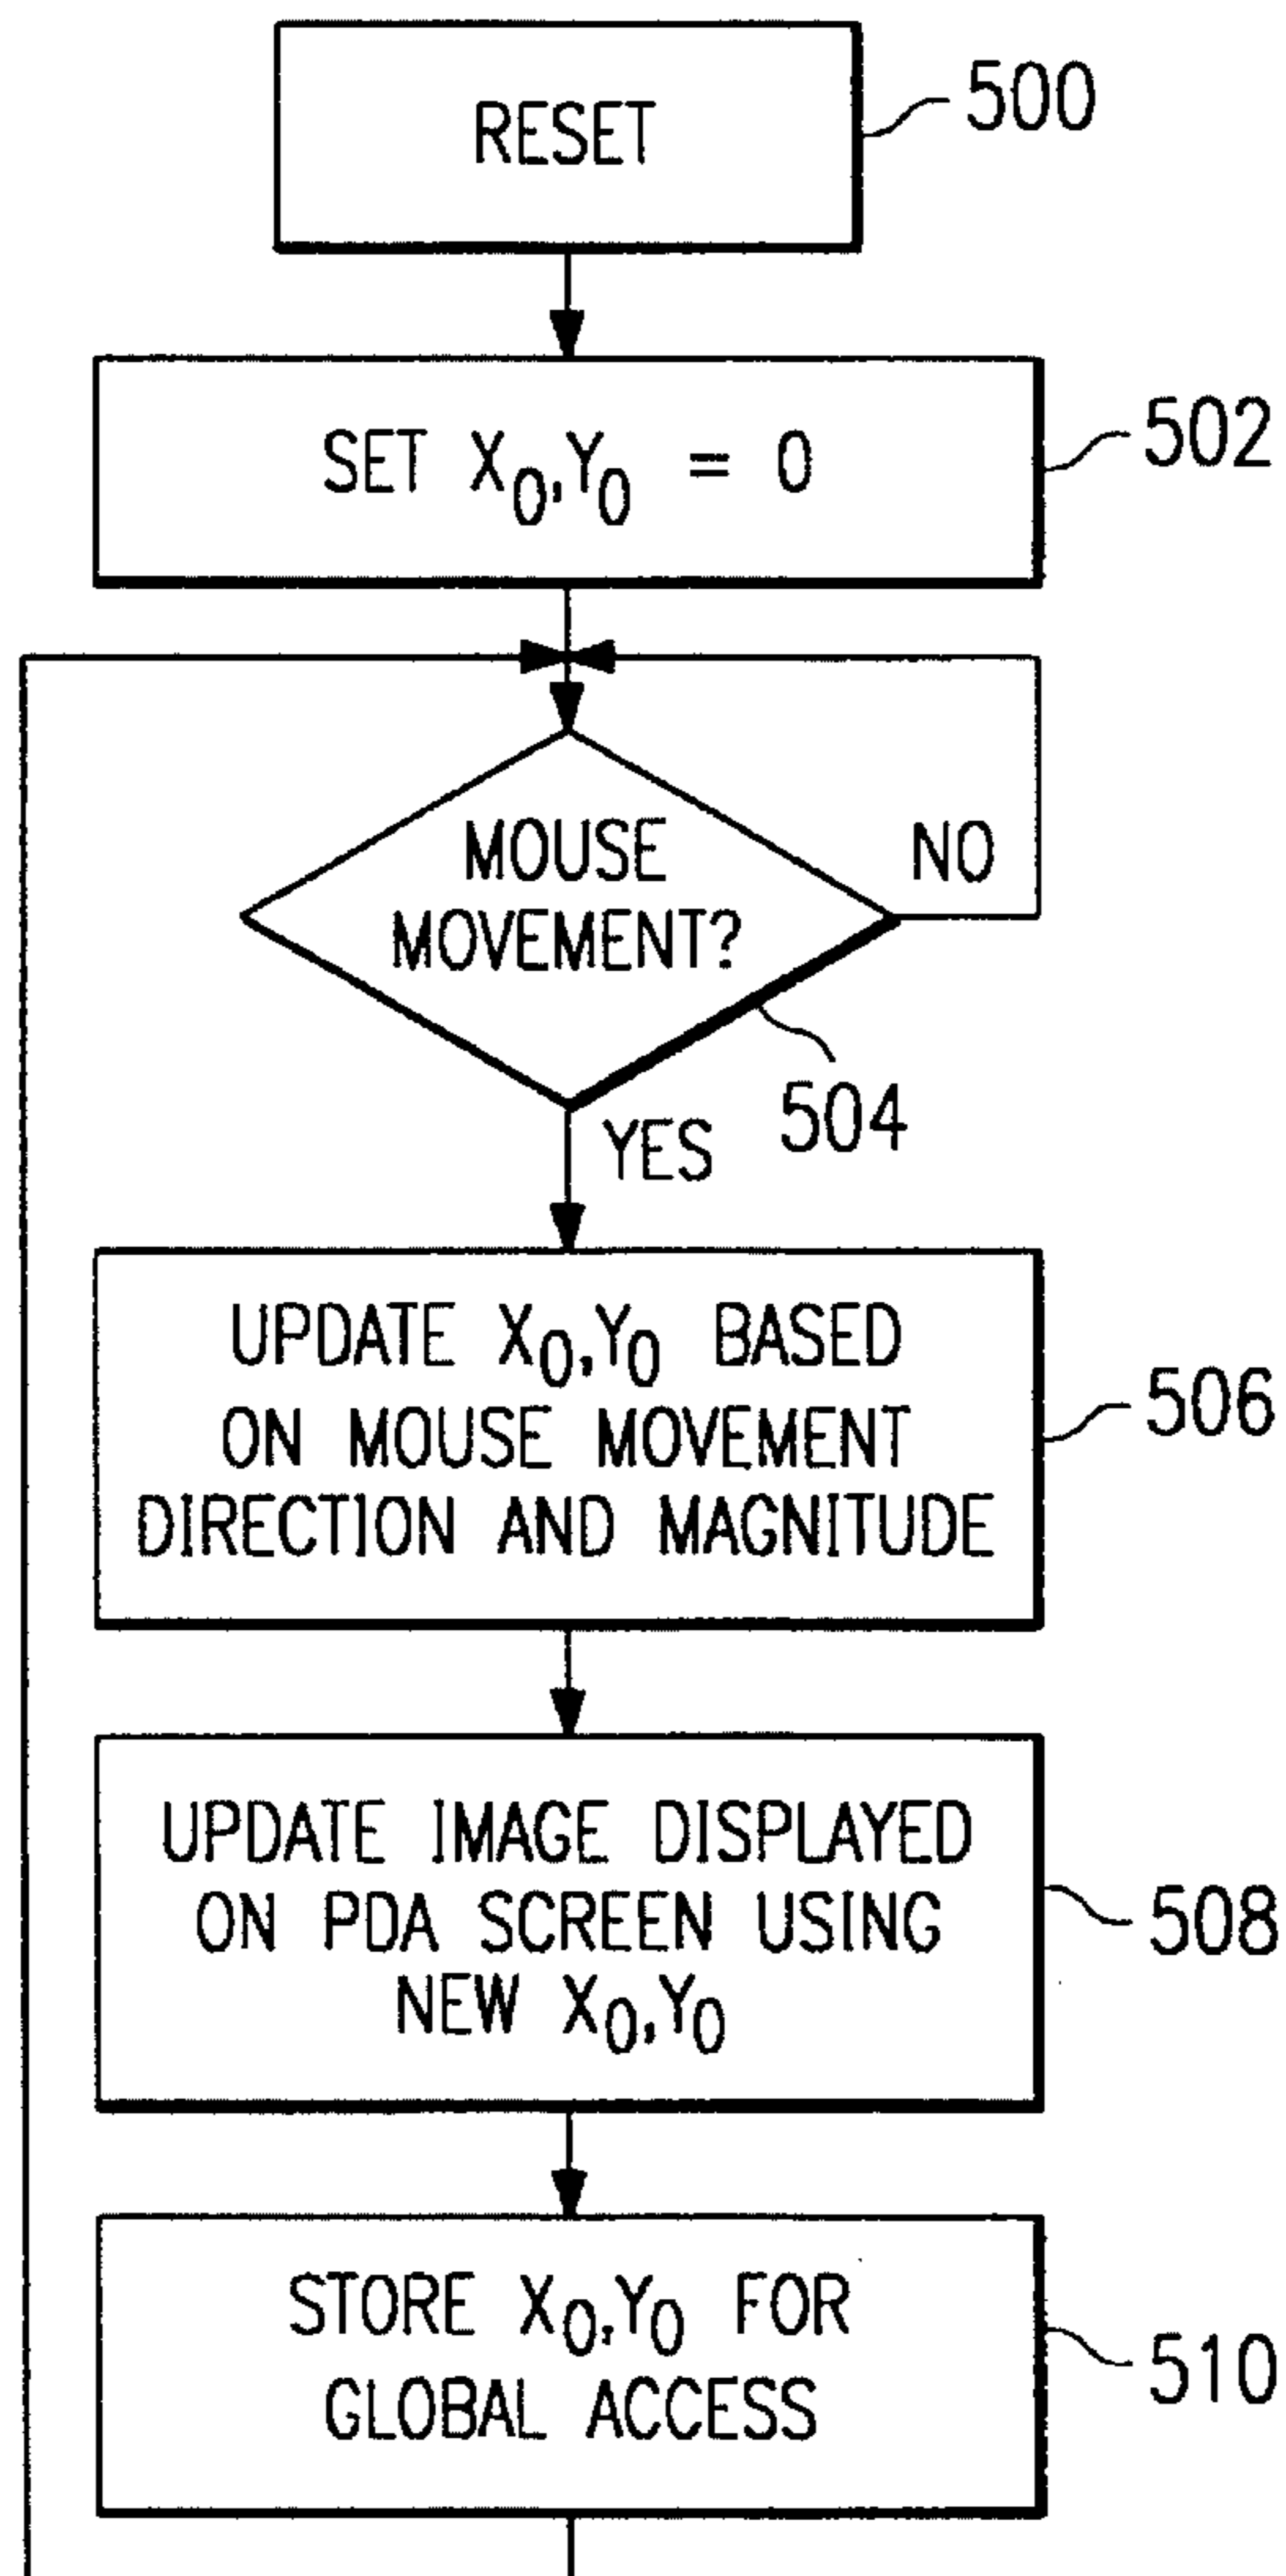 RESET
500
SET X₀,Y₀ = 0
502
MOUSE
MOVEMENT?
NO
504
YES
UPDATE X₀,Y₀ BASED
ON MOUSE MOVEMENT
DIRECTION AND MAGNITUDE
506
UPDATE IMAGE DISPLAYED
ON PDA SCREEN USING
NEW X₀,Y₀
508
STORE X₀,Y₀ FOR
GLOBAL ACCESS
510